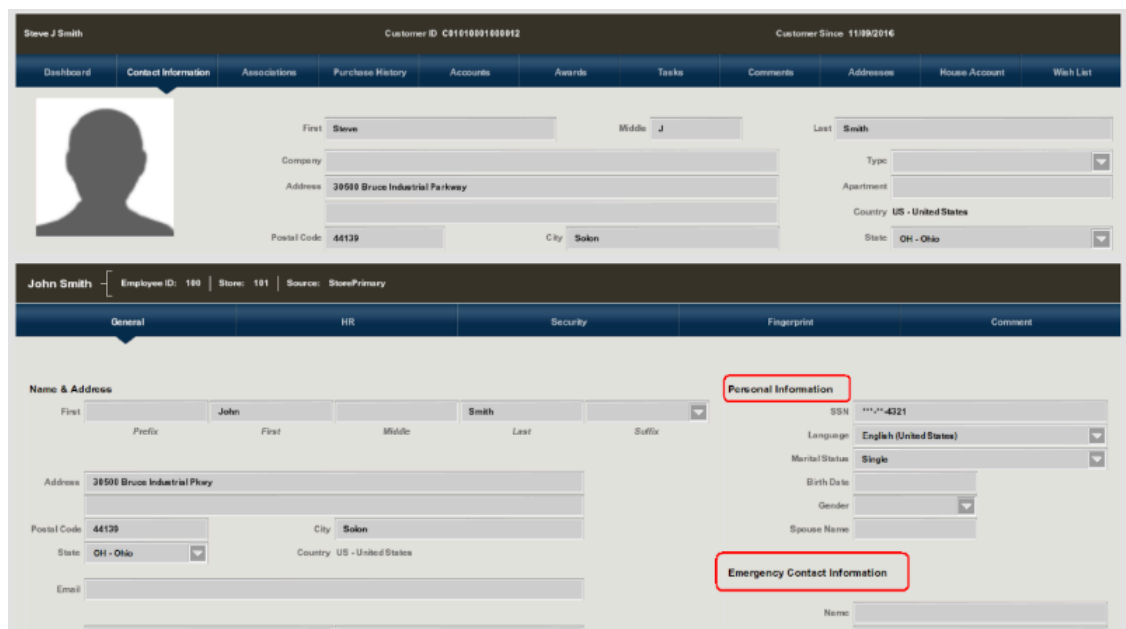 Steve J Smith Customer ID C01010001000012 Customer Since 11/09/2016
Dashboard Contact Information Associations Purchase History Accounts Awards Tasks Comments Addresses House Account Wish List
First Steve Middle J Last Smith
Company Type
Address 30500 Bruce Industrial Parkway Apartment
Country US - United States
Postal Code 44139 City Solon State OH - Ohio
John Smith Employee ID: 100 Store: 101 Source: StorePrimary
General HR Security Fingerprint Comment
Name & Address Personal Information
First John Smith SSN ***-**-4321
Prefix First Middle Last Suffix Language English (United States)
Marital Status Single
Address 30500 Bruce Industrial Pkwy Birth Date
Gender
Postal Code 44139 City Solon Spouse Name
State OH - Ohio Country US - United States
Emergency Contact Information
Email
Name